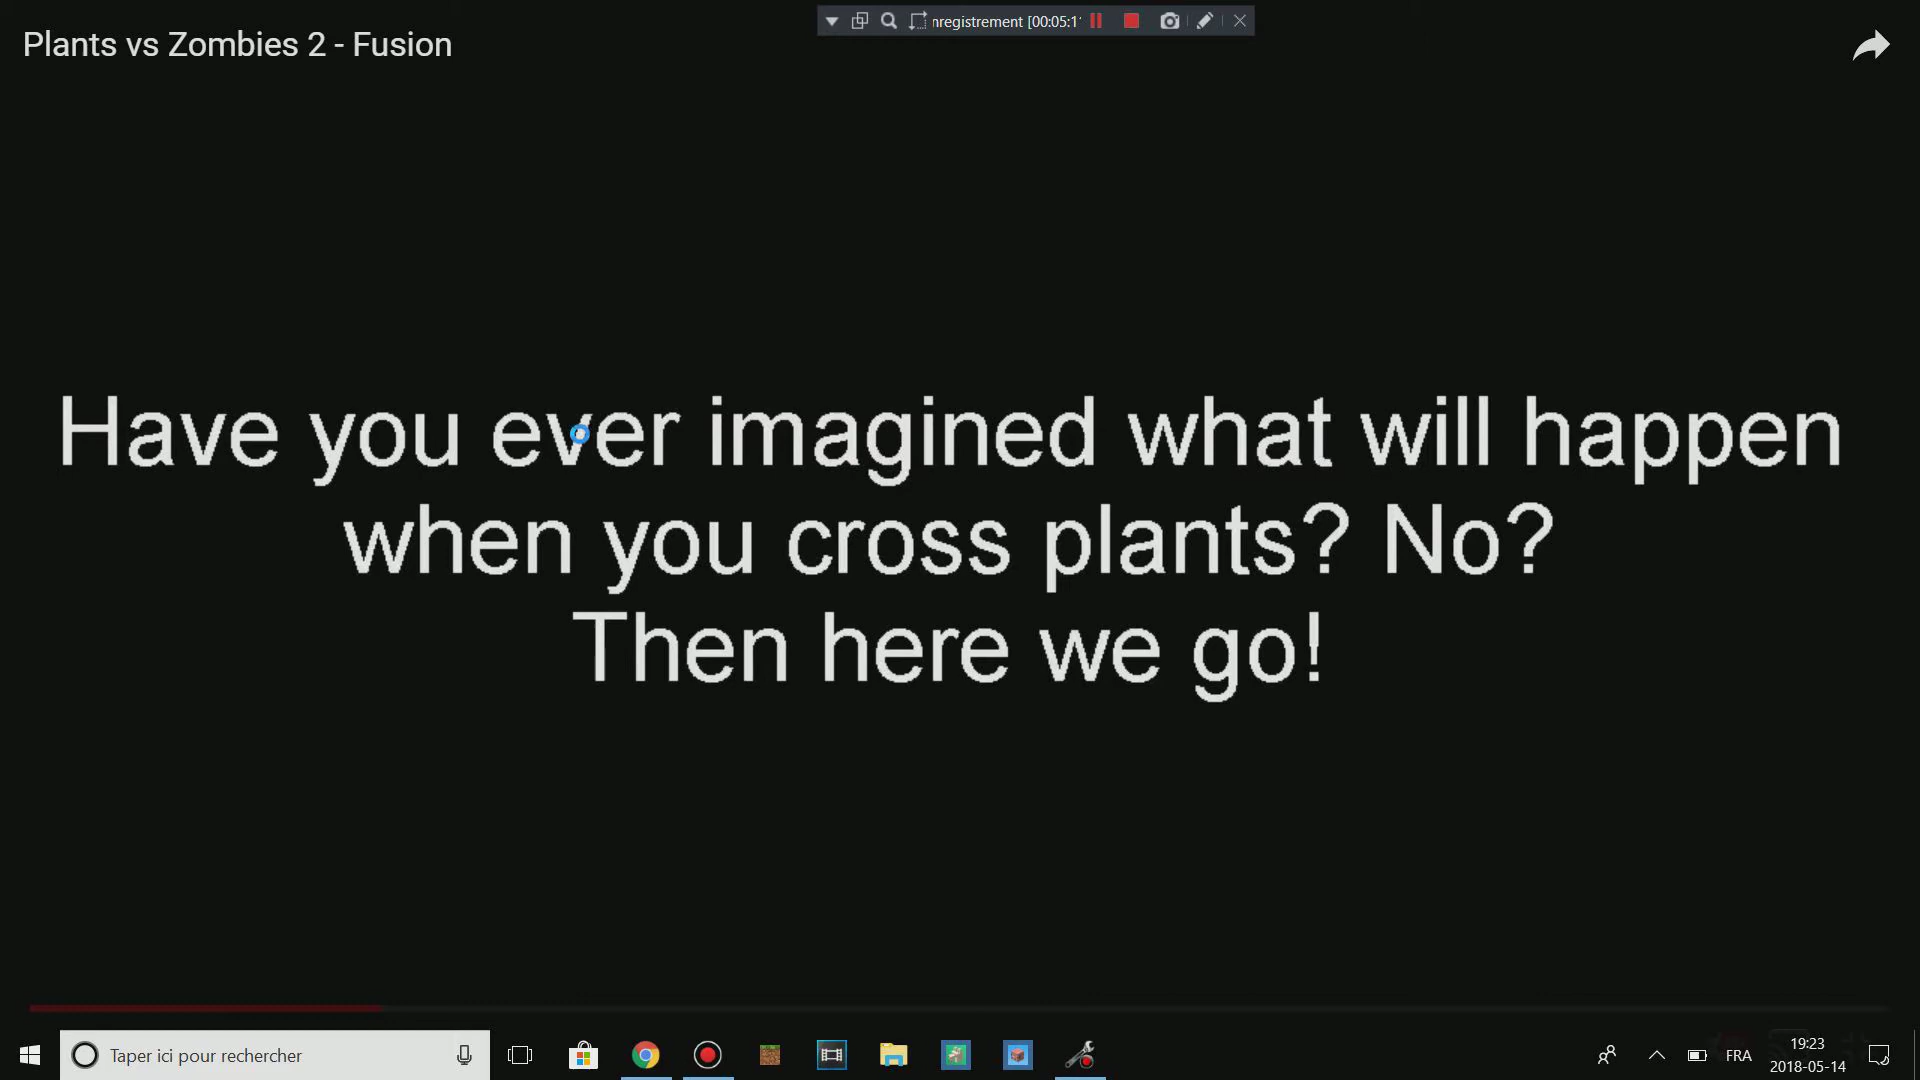 Plants vs Zombies 2 - Fusion
nregistrement [00:05:1
Have you ever imagined what will happen
when you cross plants? No?
Then here we go!
Taper ici pour rechercher
FRA
19:23
2018-05-14